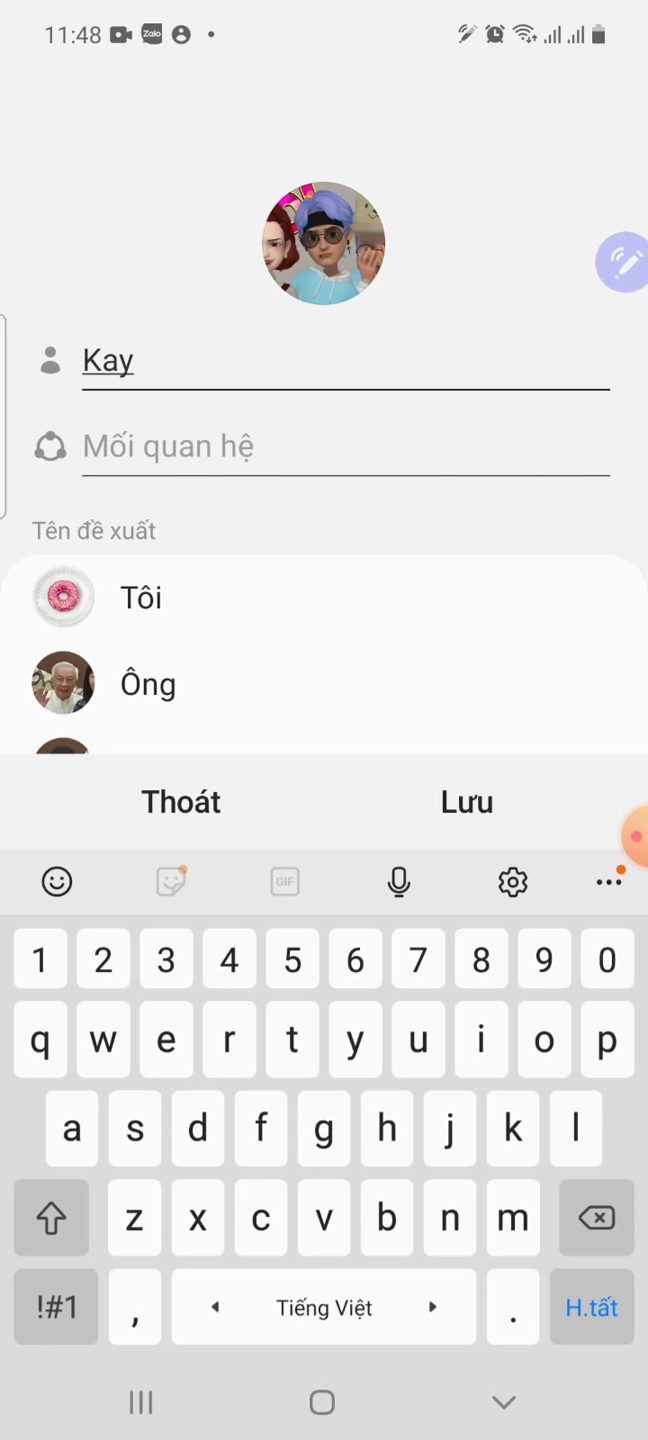 11:48 Zalo
Kay
Mối quan hệ
Tên đề xuất
Tôi
Ông
Thoát Lưu
GIF
1 2 3 4 5 6 7 8 9 0
q w e r t y u i o p
a s d f g h j k l
z x c v b n m
!#1 , Tiếng Việt . H.tất